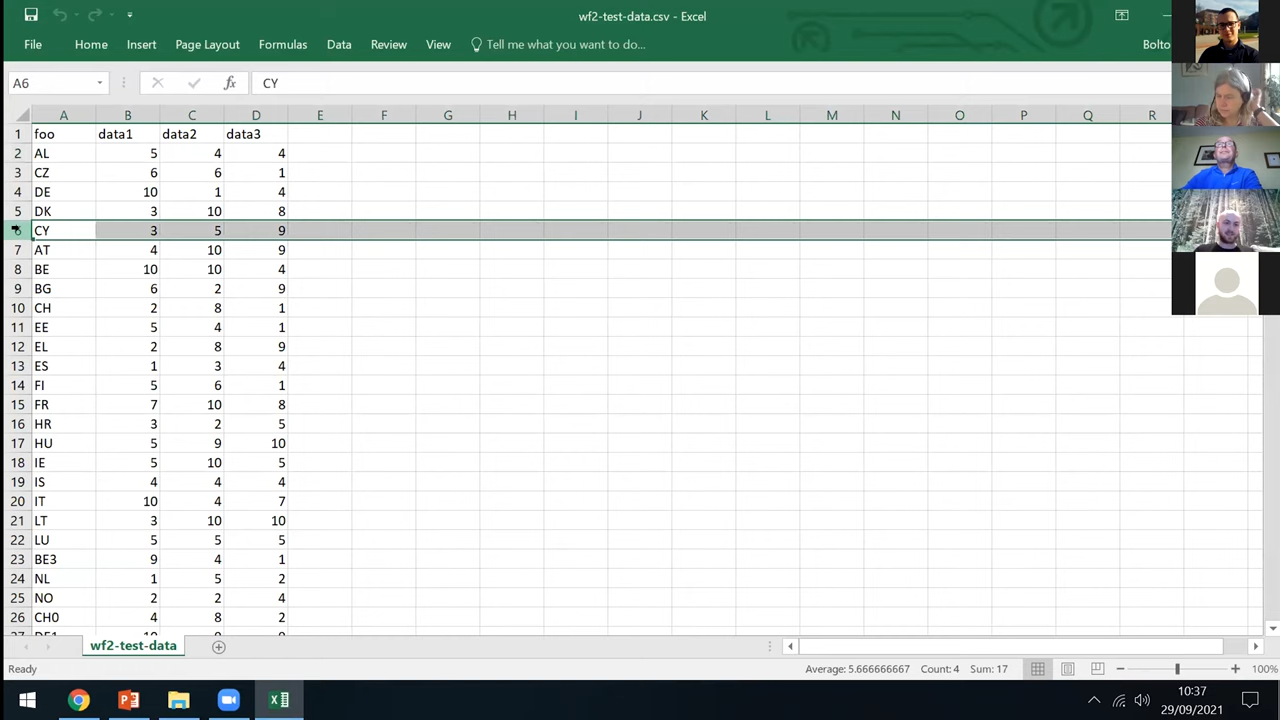 wf2-test-data.csv - Excel
File Home Insert Page Layout Formulas Data Review View Tell me what you want to do... Bolto
A6 fx CY
A B C D E F G H I J K L M N O P Q R
1 foo data1 data2 data3
2 AL 5 4 4
3 CZ 6 6 1
4 DE 10 1 4
5 DK 3 10 8
CY 3 5 9
7 AT 4 10 9
8 BE 10 10 4
9 BG 6 2 9
10 CH 2 8 1
11 EE 5 4 1
12 EL 2 8 9
13 ES 1 3 4
14 FI 5 6 1
15 FR 7 10 8
16 HR 3 2 5
17 HU 5 9 10
18 IE 5 10 5
19 IS 4 4 4
20 IT 10 4 7
21 LT 3 10 10
22 LU 5 5 5
23 BE3 9 4 1
24 NL 1 5 2
25 NO 2 2 4
26 CH0 4 8 2
wf2-test-data
Ready Average: 5.666666667 Count: 4 Sum: 17 100%
10:37
29/09/2021